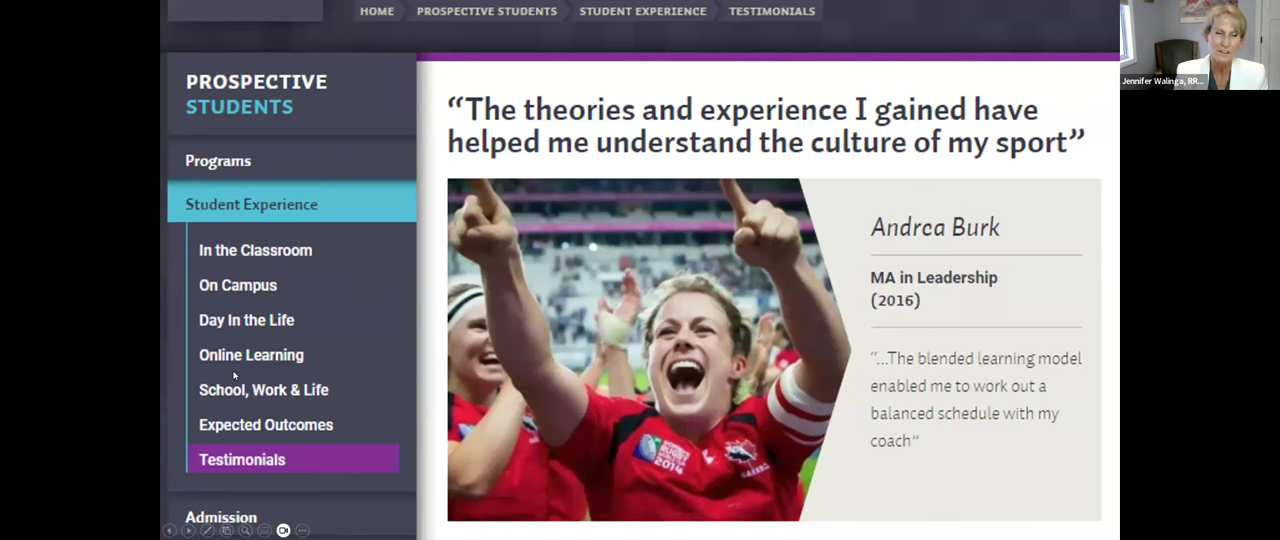 HOME PROSPECTIVE STUDENTS STUDENT EXPERIENCE TESTIMONIALS
Jennifer Walinga, RR...
PROSPECTIVE
STUDENTS
Programs
Student Experience
In the Classroom
On Campus
Day In the Life
Online Learning
School, Work & Life
Expected Outcomes
Testimonials
Admission
“The theories and experience I gained have
helped me understand the culture of my sport”
RUGBY
2014
Andrea Burk
MA in Leadership
(2016)
“...The blended learning model
enabled me to work out a
balanced schedule with my
coach”